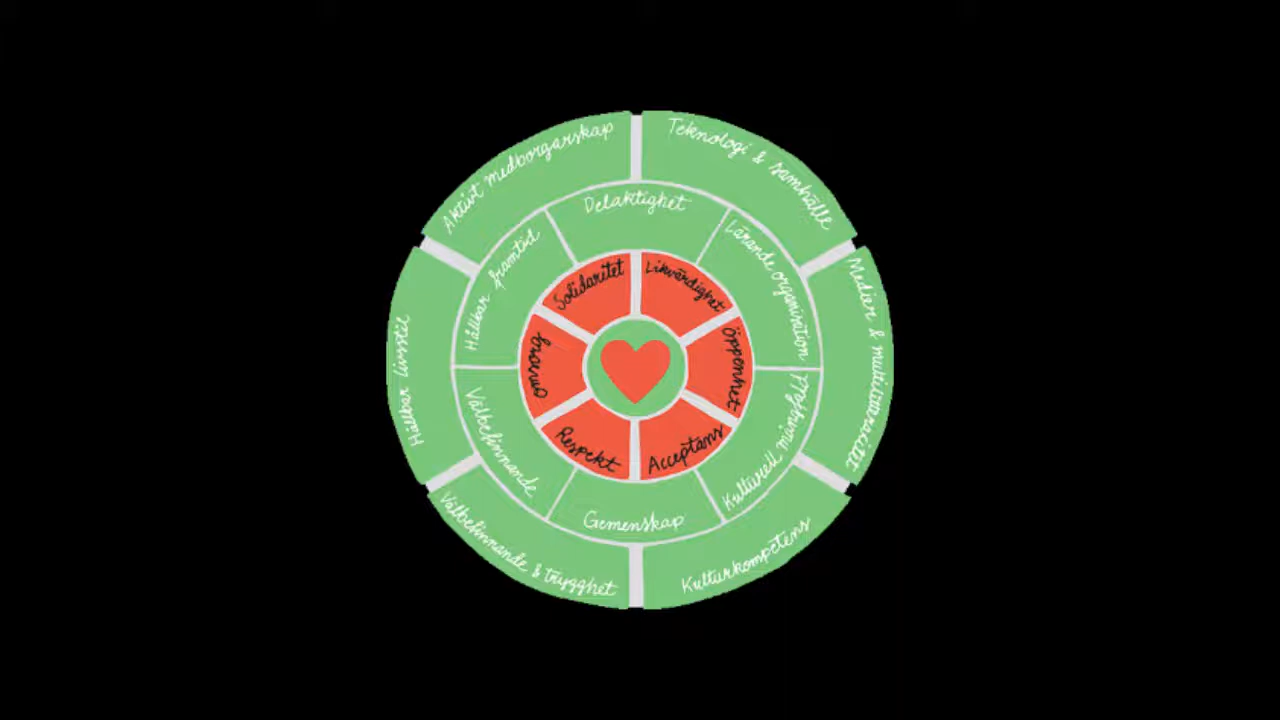 Aktivt medborgarskap
Teknologi & samhälle
Medier & multilitteracitet
Kulturkompetens
Välbefinnande & trygghet
Hållbar livsstil
Delaktighet
Lärande organisation
Kulturell mångfald
Gemenskap
Välbefinnande
Hållbar framtid
Solidaritet
Likvärdighet
Öppenhet
Acceptans
Respekt
Omsorg